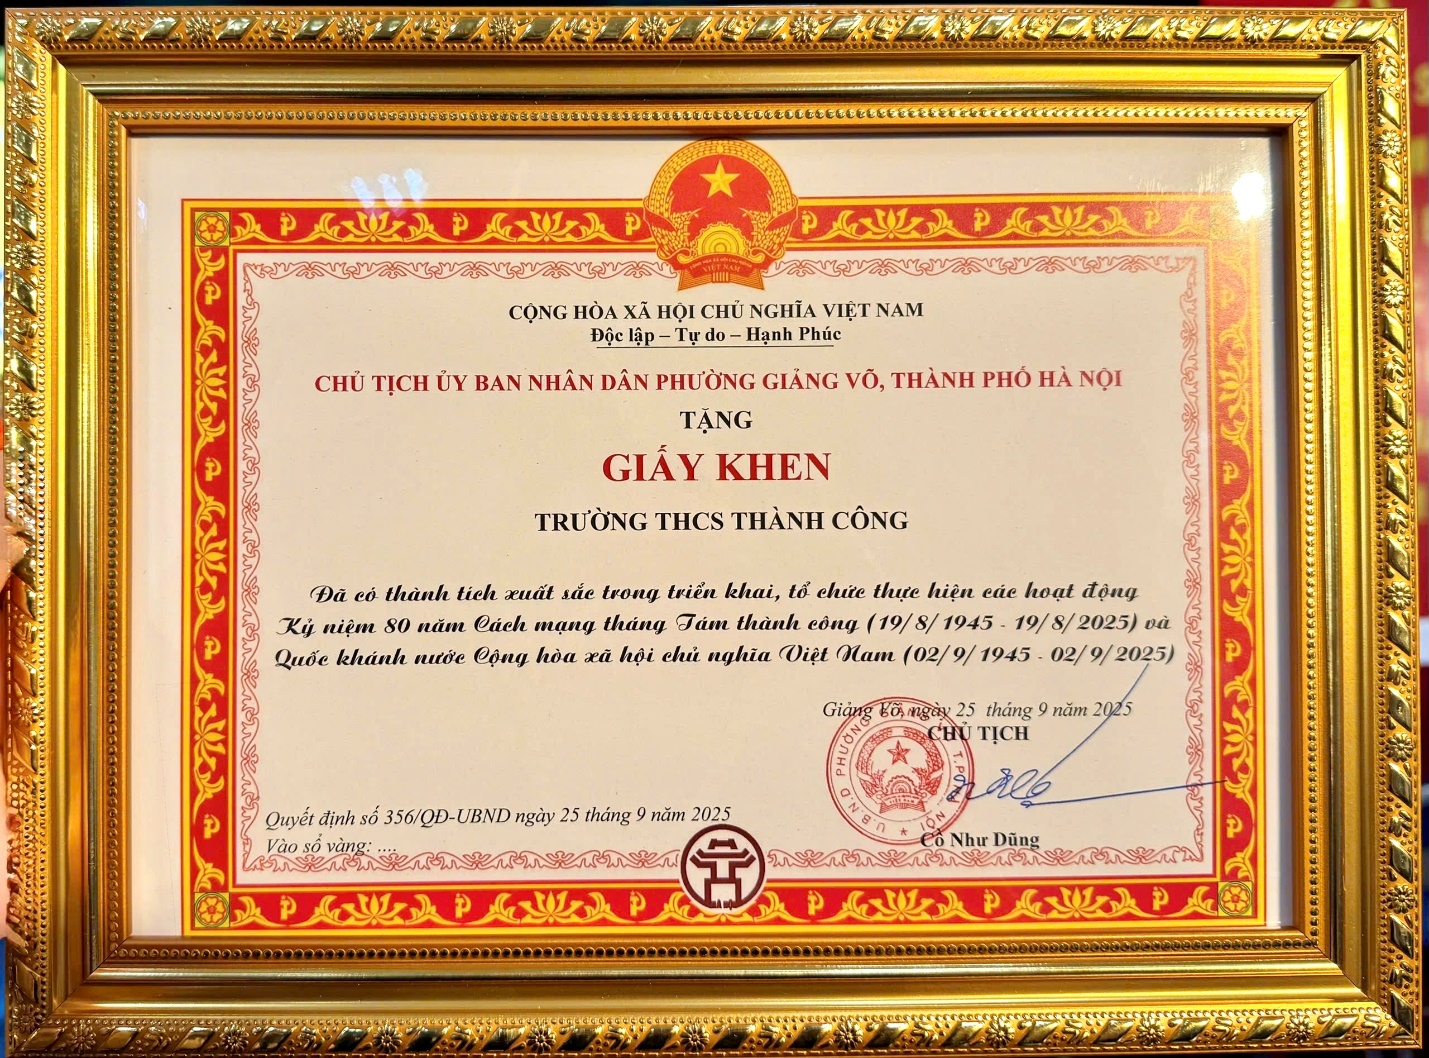 CỘNG HÒA XÃ HỘI CHỦ NGHĨA VIỆT NAM
Độc lập – Tự do – Hạnh Phúc
CHỦ TỊCH ỦY BAN NHÂN DÂN PHƯỜNG GIẢNG VÕ, THÀNH PHỐ HÀ NỘI
TẶNG
GIẤY KHEN
TRƯỜNG THCS THÀNH CÔNG
Đã có thành tích xuất sắc trong triển khai, tổ chức thực hiện các hoạt động
Kỷ niệm 80 năm Cách mạng tháng Tám thành công (19/8/1945 - 19/8/2025) và
Quốc khánh nước Cộng hòa xã hội chủ nghĩa Việt Nam (02/9/1945 - 02/9/2025)
Giảng Võ, ngày 25 tháng 9 năm 2025
CHỦ TỊCH
Cồ Như Dũng
Quyết định số 356/QĐ-UBND ngày 25 tháng 9 năm 2025
Vào sổ vàng: ....
HÀ NỘI